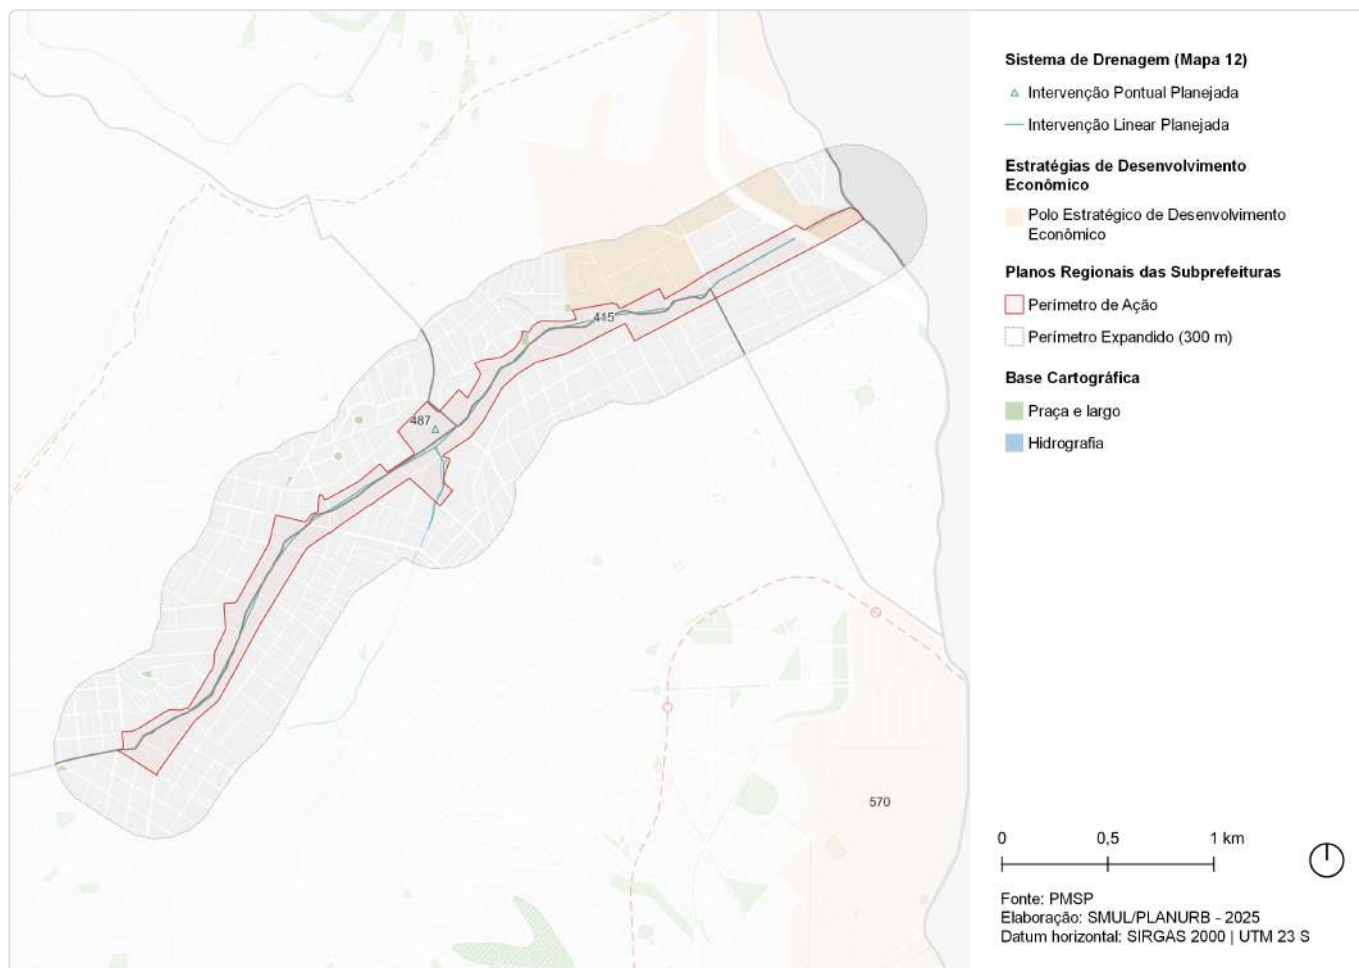 Sistema de Drenagem (Mapa 12)
Intervenção Pontual Planejada
Intervenção Linear Planejada
Estratégias de Desenvolvimento
Econômico
Polo Estratégico de Desenvolvimento
Econômico
Planos Regionais das Subprefeituras
Perímetro de Ação
Perímetro Expandido (300 m)
Base Cartográfica
Praça e largo
Hidrografia
445
487
570
0 0,5 1 km
Fonte: PMSP
Elaboração: SMUL/PLANURB - 2025
Datum horizontal: SIRGAS 2000 | UTM 23 S